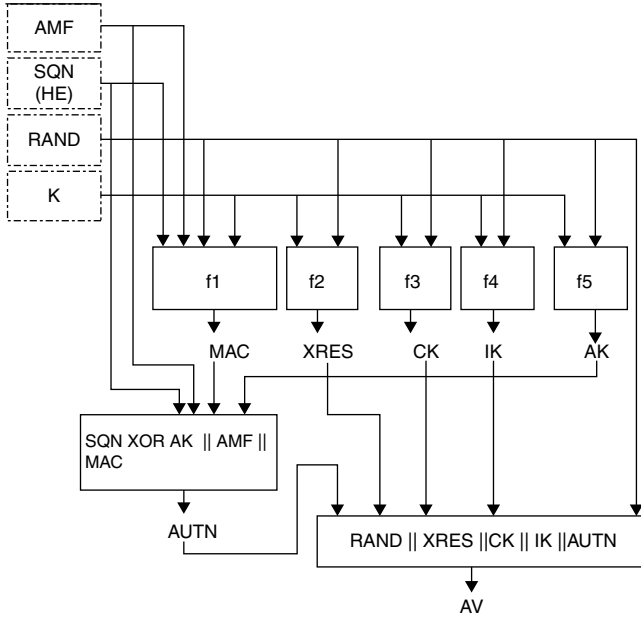 AMF
SQN
(HE)
RAND
K
f1
f2
f3
f4
f5
MAC
XRES
CK
IK
AK
SQN XOR AK || AMF ||
MAC
AUTN
RAND || XRES ||CK || IK ||AUTN
AV